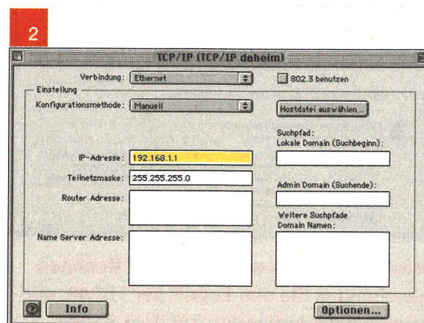 2
TCP/IP (TCP/IP daheim)
Verbindung: Ethernet
802.3 benutzen
Einstellung
Konfigurationsmethode: Manuell
Hostdatei auswählen...
Suchpfad:
Lokale Domain (Suchbeginn):
IP-Adresse: 192.168.1.1
Teilnetzmaske: 255.255.255.0
Admin Domain (Suchende):
Router Adresse:
Weitere Suchpfade
Domain Namen:
Name Server Adresse:
?
Info
Optionen...